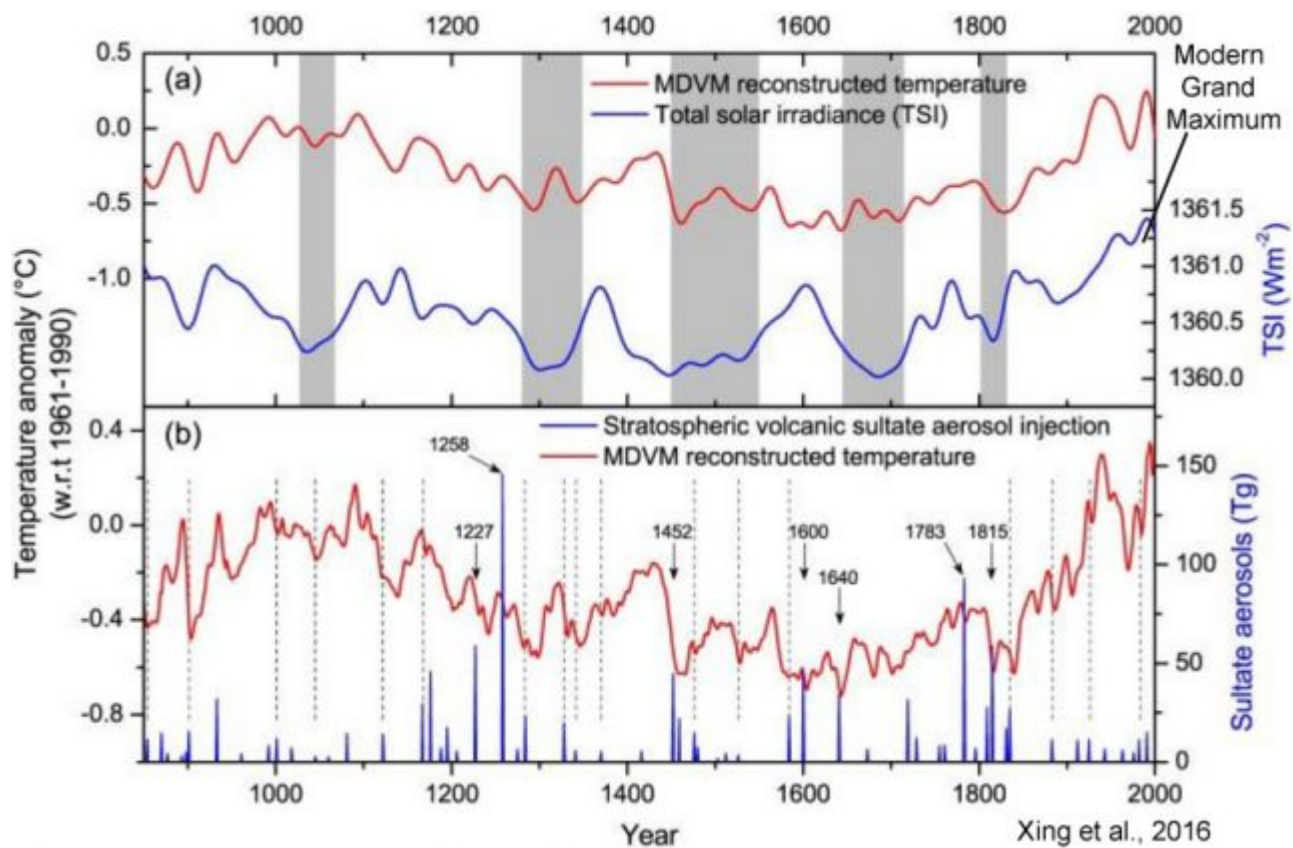 1000 1200 1400 1600 1800 2000
Modern
Grand
Maximum
(a)
MDVM reconstructed temperature
Total solar irradiance (TSI)
0.5
0.0
-0.5
-1.0
1361.5
1361.0
1360.5
1360.0
TSI (Wm-2)
Temperature anomaly (°C)
(w.r.t 1961-1990)
(b)
Stratospheric volcanic sultate aerosol injection
MDVM reconstructed temperature
0.4
0.0
-0.4
-0.8
1258
1227
1452
1600
1640
1783
1815
150
100
50
0
Sultate aerosols (Tg)
1000 1200 1400 1600 1800 2000
Year
Xing et al., 2016